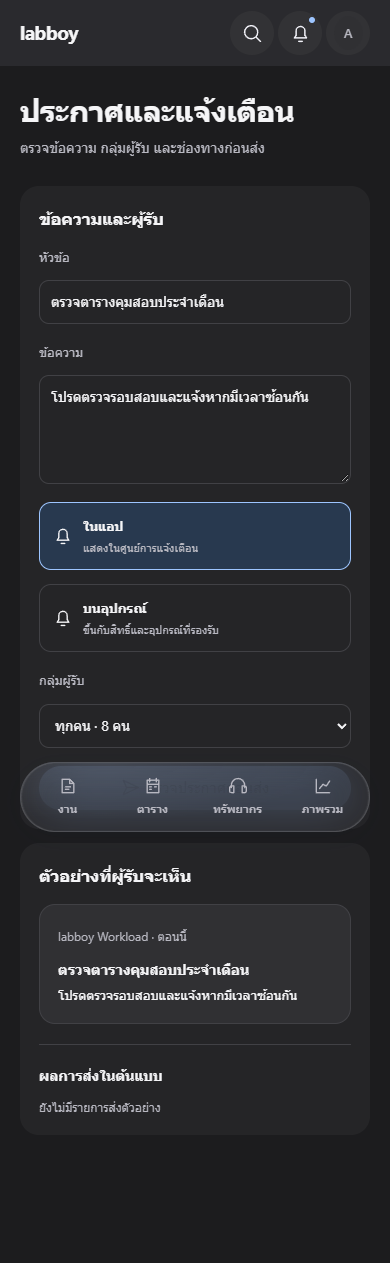 labboy
A
ประกาศและแจ้งเตือน
ตรวจข้อความ กลุ่มผู้รับ และช่องทางก่อนส่ง
ข้อความและผู้รับ
หัวข้อ
ตรวจตารางคุมสอบประจำเดือน
ข้อความ
โปรดตรวจรอบสอบและแจ้งหากมีเวลาซ้อนกัน
ในแอป
แสดงในศูนย์การแจ้งเตือน
บนอุปกรณ์
ขึ้นกับสิทธิ์และอุปกรณ์ที่รองรับ
กลุ่มผู้รับ
ทุกคน · 8 คน
งาน
ตาราง
ทรัพยากร
ภาพรวม
ตัวอย่างที่ผู้รับจะเห็น
labboy Workload · ตอนนี้
ตรวจตารางคุมสอบประจำเดือน
โปรดตรวจรอบสอบและแจ้งหากมีเวลาซ้อนกัน
ผลการส่งในต้นแบบ
ยังไม่มีรายการส่งตัวอย่าง